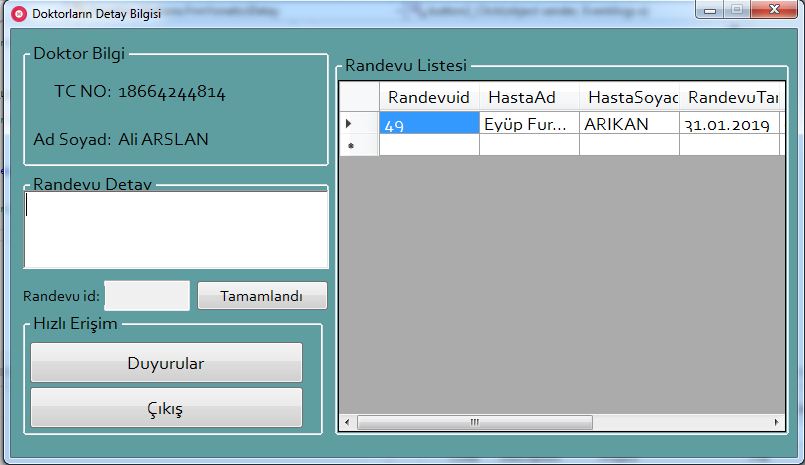 Doktorların Detay Bilgisi
Doktor Bilgi
TC NO: 18664244814
Ad Soyad: Ali ARSLAN
Randevu Detay
Randevu id:
Tamamlandı
Hızlı Erişim
Duyurular
Çıkış
Randevu Listesi
Randevuid HastaAd HastaSoyad RandevuTar
49 Eyüp Fur... ARIKAN 31.01.2019